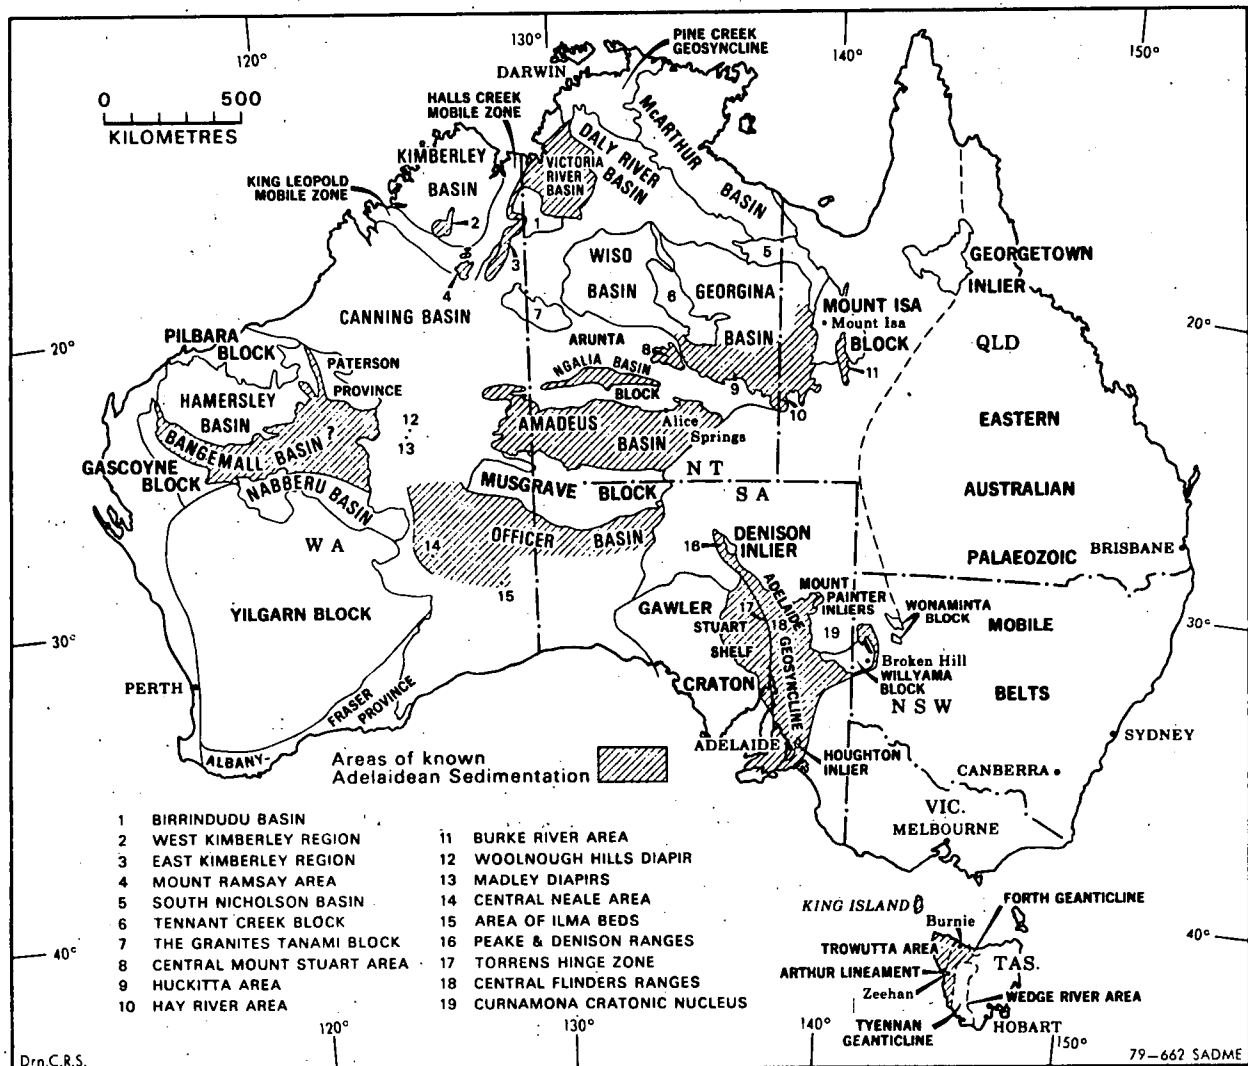 120°
130°
140°
150°
PINE CREEK
GEOSYNCLINE
DARWIN
0 500
KILOMETRES
HALLS CREEK
MOBILE ZONE
McARTHUR
BASIN
DALY RIVER
BASIN
KIMBERLEY
BASIN
VICTORIA
RIVER
BASIN
KING LEOPOLD
MOBILE ZONE
2
1
3
4
5
WISO
BASIN
6
GEORGINA
BASIN
GEORGETOWN
INLIER
7
CANNING BASIN
MOUNT ISA
Mount Isa
BLOCK
20°
20°
QLD
PILBARA
BLOCK
PATERSON
PROVINCE
ARUNTA
8
NGALIA BASIN
BLOCK
9
10
11
HAMERSLEY
BASIN
12
13
AMADEUS
BASIN
Alice
Springs
EASTERN
BANGEMALL BASIN ?
GASCOYNE
BLOCK
NABBERU BASIN
NT
SA
MUSGRAVE BLOCK
AUSTRALIAN
WA
14
OFFICER BASIN
16
DENISON
INLIER
PALAEOZOIC
BRISBANE
15
YILGARN BLOCK
GAWLER
17
STUART
SHELF
18
ADELAIDE
GEOSYNCLINE
MOUNT
PAINTER
INLIERS
19
WONAMINTA
BLOCK
MOBILE
30°
30°
Broken Hill
WILLYAMA
BLOCK
PERTH
FRASER
PROVINCE
CRATON
NSW
BELTS
ADELAIDE
SYDNEY
ALBANY-
HOUGHTON
INLIER
CANBERRA
Areas of known
Adelaidean Sedimentation
VIC.
MELBOURNE
1 BIRRINDUDU BASIN
2 WEST KIMBERLEY REGION
3 EAST KIMBERLEY REGION
4 MOUNT RAMSAY AREA
5 SOUTH NICHOLSON BASIN
6 TENNANT CREEK BLOCK
7 THE GRANITES TANAMI BLOCK
8 CENTRAL MOUNT STUART AREA
9 HUCKITTA AREA
10 HAY RIVER AREA
11 BURKE RIVER AREA
12 WOOLNOUGH HILLS DIAPIR
13 MADLEY DIAPIRS
14 CENTRAL NEALE AREA
15 AREA OF ILMA BEDS
16 PEAKE & DENISON RANGES
17 TORRENS HINGE ZONE
18 CENTRAL FLINDERS RANGES
19 CURNAMONA CRATONIC NUCLEUS
KING ISLAND
FORTH GEANTICLINE
Burnie
TROWUTTA AREA
ARTHUR LINEAMENT
TAS.
Zeehan
WEDGE RIVER AREA
TYENNAN
GEANTICLINE
HOBART
40°
40°
120°
130°
140°
150°
Drn.C.R.S.
79–662 SADME